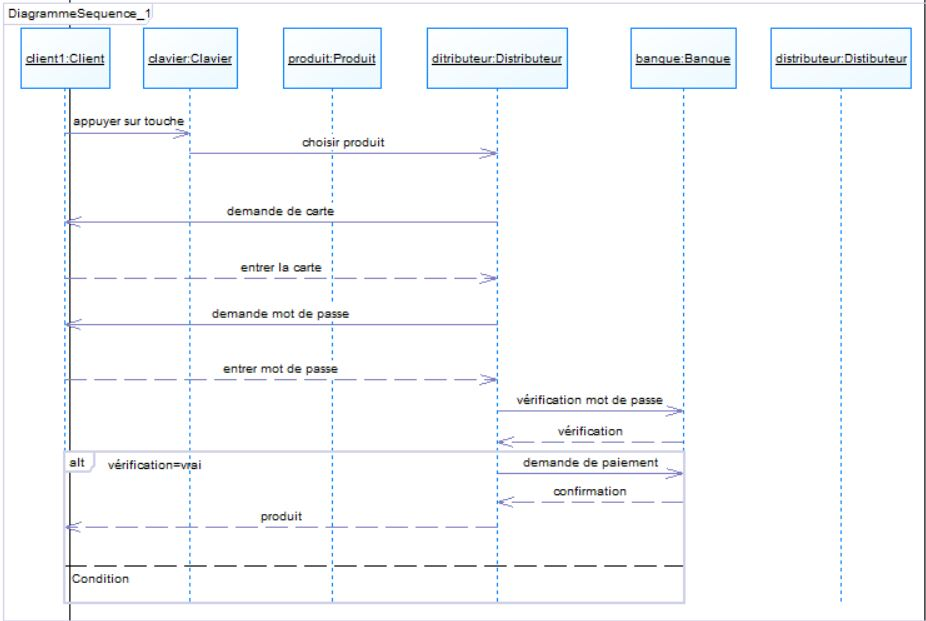 DiagrammeSequence_1
client1:Client
clavier:Clavier
produit:Produit
ditributeur:Distributeur
banque:Banque
distributeur:Distibuteur
appuyer sur touche
choisir produit
demande de carte
entrer la carte
demande mot de passe
entrer mot de passe
vérification mot de passe
vérification
alt
vérification=vrai
demande de paiement
confirmation
produit
Condition